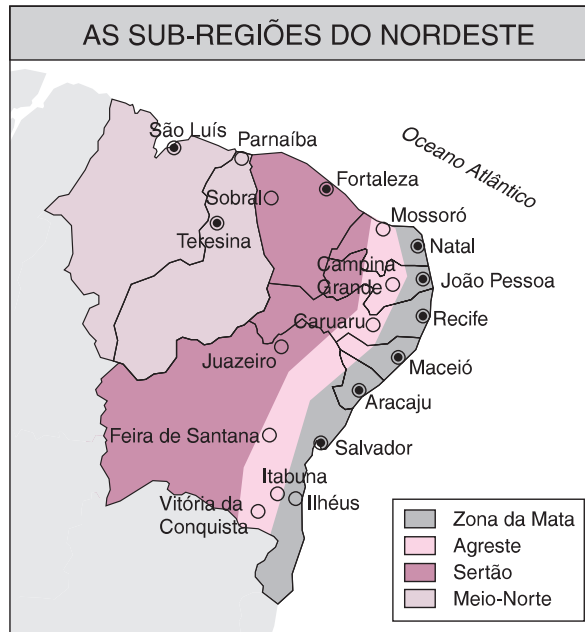 AS SUB-REGIÕES DO NORDESTE
Oceano Atlântico
São Luís
Parnaíba
Sobral
Fortaleza
Teresina
Mossoró
Natal
Campina
Grande
João Pessoa
Caruaru
Recife
Juazeiro
Maceió
Aracaju
Feira de Santana
Salvador
Itabuna
Ilhéus
Vitória da
Conquista
Zona da Mata
Agreste
Sertão
Meio-Norte